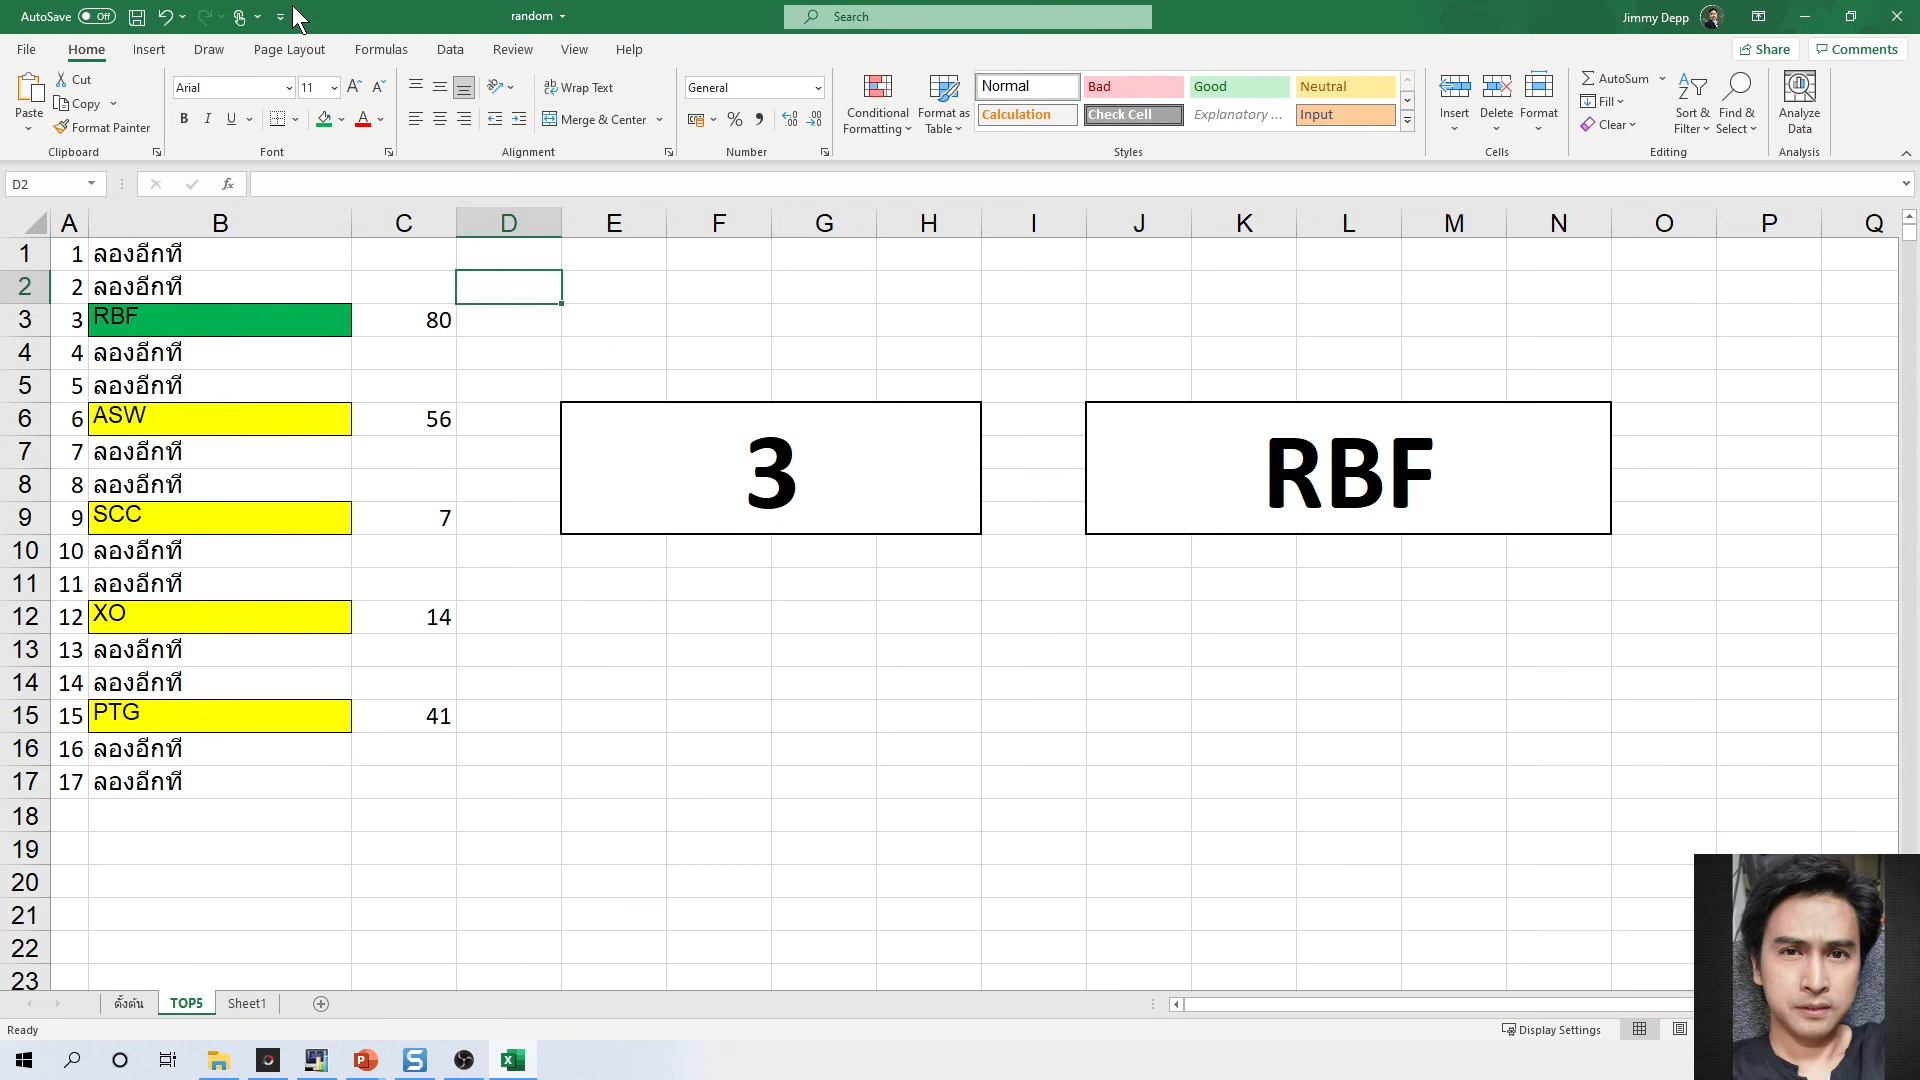 AutoSave Off random Search Jimmy Depp
File Home Insert Draw Page Layout Formulas Data Review View Help Share Comments
Paste Cut Copy Format Painter Clipboard
Arial 11 B I U A Font
Wrap Text Merge & Center Alignment
General % Number
Conditional Formatting Format as Table Normal Bad Good Neutral
Calculation Check Cell Explanatory ... Input Styles
Insert Delete Format Cells
AutoSum Fill Clear Sort & Filter Find & Select Editing
Analyze Data Analysis
D2 fx
A B C D E F G H I J K L M N O P Q
1 1 ลองอีกที
2 2 ลองอีกที
3 3 RBF 80
4 4 ลองอีกที
5 5 ลองอีกที
6 6 ASW 56
7 7 ลองอีกที
8 8 ลองอีกที
9 9 SCC 7
3 RBF
10 10 ลองอีกที
11 11 ลองอีกที
12 12 XO 14
13 13 ลองอีกที
14 14 ลองอีกที
15 15 PTG 41
16 16 ลองอีกที
17 17 ลองอีกที
18
19
20
21
22
23
ตั้งต้น TOP5 Sheet1
Ready Display Settings